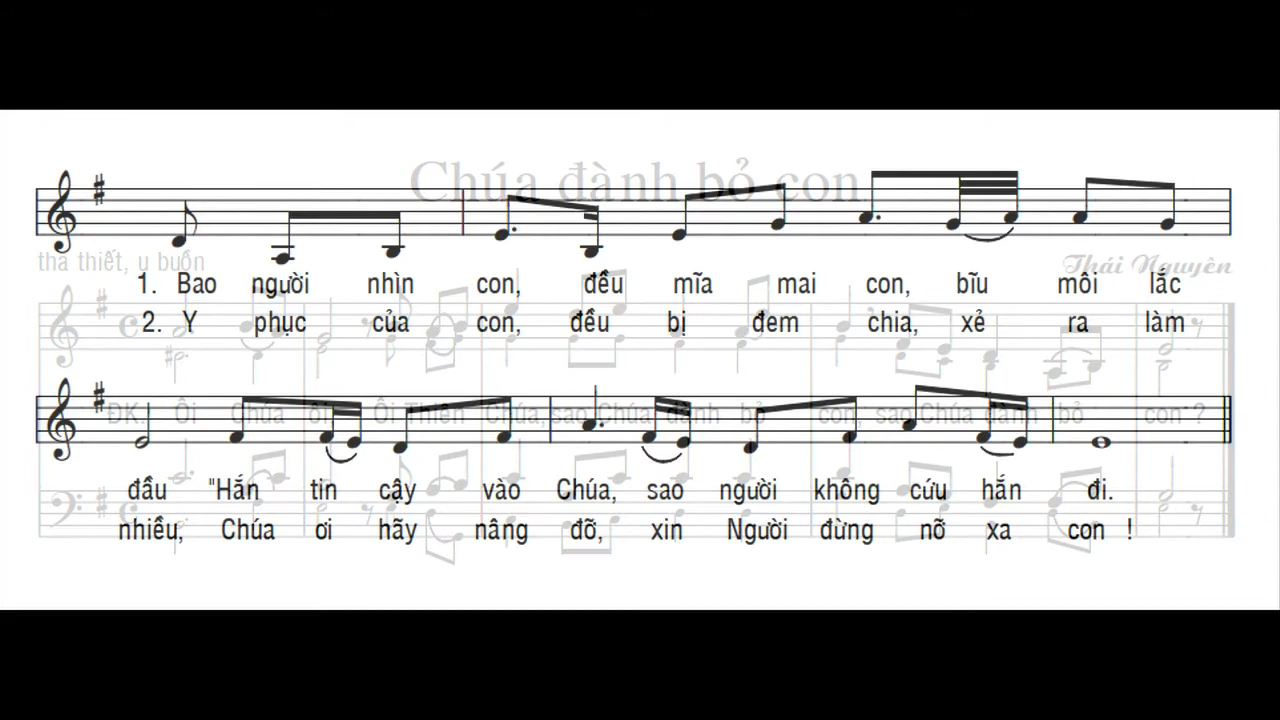 Chúa đành bỏ con
tha thiết, u buồn
Thái Nguyên
1. Bao người nhìn con, đều mĩa mai con, bĩu môi lắc
2. Y phục của con, đều bị đem chia, xẻ ra làm
ĐK. Ôi Chúa ôi Ôi Thiên Chúa, sao Chúa đành bỏ con, sao Chúa đành bỏ con ?
đầu "Hắn tin cậy vào Chúa, sao người không cứu hắn đi.
nhiều, Chúa ơi hãy nâng đỡ, xin Người đừng nỡ xa con !